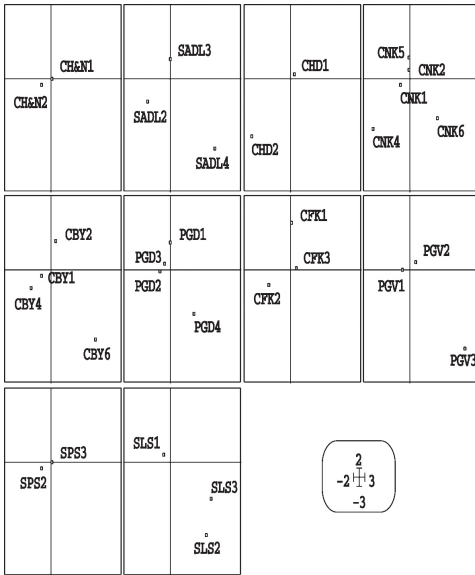 CH&N1
CH&N2
SADL3
SADL2
SADL4
CHD1
CHD2
CNK5
CNK2
CNK1
CNK4
CNK6
CBY2
CBY1
CBY4
CBY6
PGD1
PGD3
PGD2
PGD4
CFK1
CFK3
CFK2
PGV2
PGV1
PGV3
SPS3
SPS2
SLS1
SLS3
SLS2
2
-2 3
-3